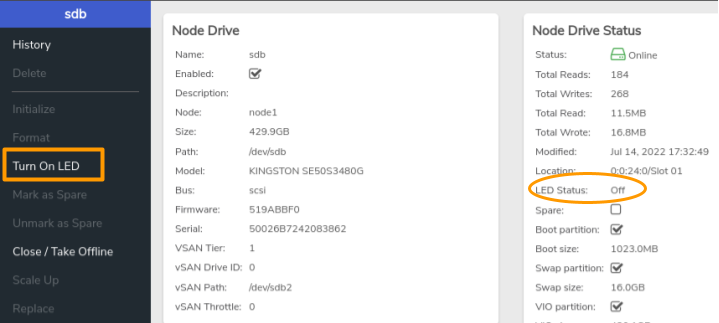 sdb
History
Delete
Initialize
Format
Turn On LED
Mark as Spare
Unmark as Spare
Close / Take Offline
Scale Up
Replace
Node Drive
Name: sdb
Enabled:
Description:
Node: node1
Size: 429.9GB
Path: /dev/sdb
Model: KINGSTON SE50S3480G
Bus: scsi
Firmware: 519ABBF0
Serial: 50026B7242083862
VSAN Tier: 1
vSAN Drive ID: 0
vSAN Path: /dev/sdb2
vSAN Throttle: 0
Node Drive Status
Status: Online
Total Reads: 184
Total Writes: 268
Total Read: 11.5MB
Total Wrote: 16.8MB
Modified: Jul 14, 2022 17:32:49
Location: 0:0:24:0/Slot 01
LED Status: Off
Spare:
Boot partition:
Boot size: 1023.0MB
Swap partition:
Swap size: 16.0GB
VIO partition: